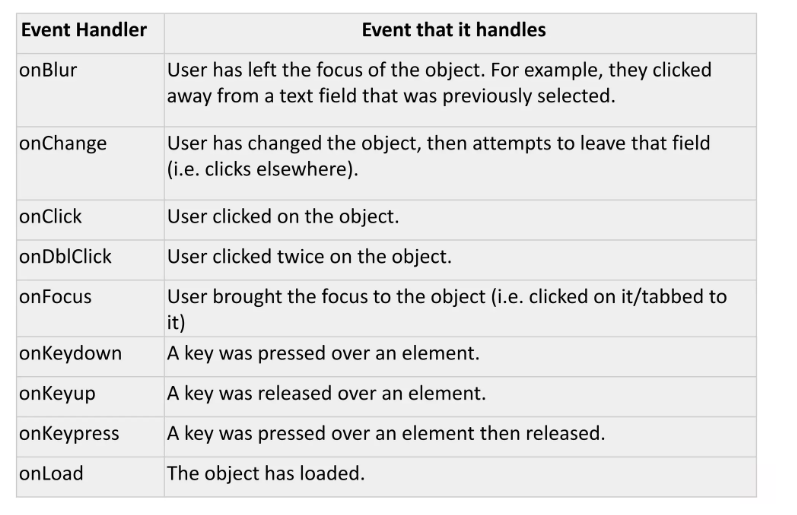 Event Handler Event that it handles
onBlur User has left the focus of the object. For example, they clicked
away from a text field that was previously selected.
onChange User has changed the object, then attempts to leave that field
(i.e. clicks elsewhere).
onClick User clicked on the object.
onDblClick User clicked twice on the object.
onFocus User brought the focus to the object (i.e. clicked on it/tabbed to
it)
onKeydown A key was pressed over an element.
onKeyup A key was released over an element.
onKeypress A key was pressed over an element then released.
onLoad The object has loaded.